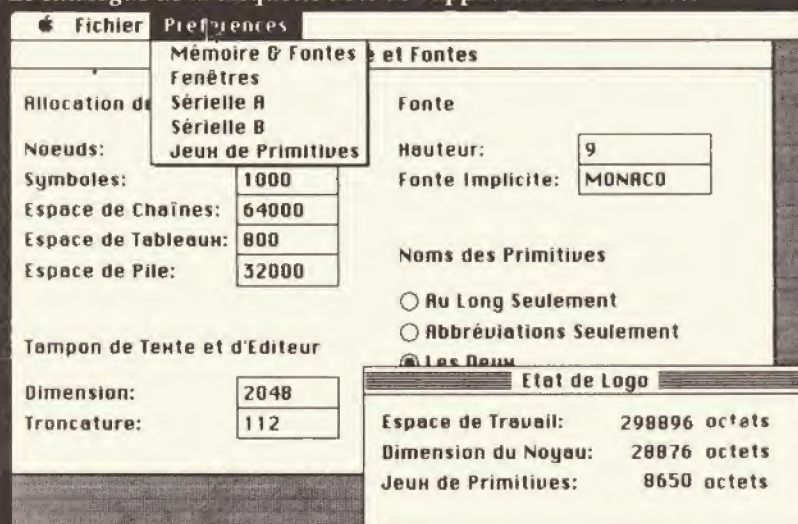 Fichier Préférences
Mémoire & Fontes
Fenêtres
Sérielle A
Sérielle B
Jeux de Primitives
et Fontes
Allocation de
Noeuds:
Symboles: 1000
Espace de Chaînes: 64000
Espace de Tableaux: 800
Espace de Pile: 32000
Tampon de Texte et d'Editeur
Dimension: 2048
Troncature: 112
Fonte
Hauteur: 9
Fonte Implicite: MONACO
Noms des Primitives
Au Long Seulement
Abbréviations Seulement
Les Deux
Etat de Logo
Espace de Travail: 298896 octets
Dimension du Noyau: 28876 octets
Jeux de Primitives: 8650 octets